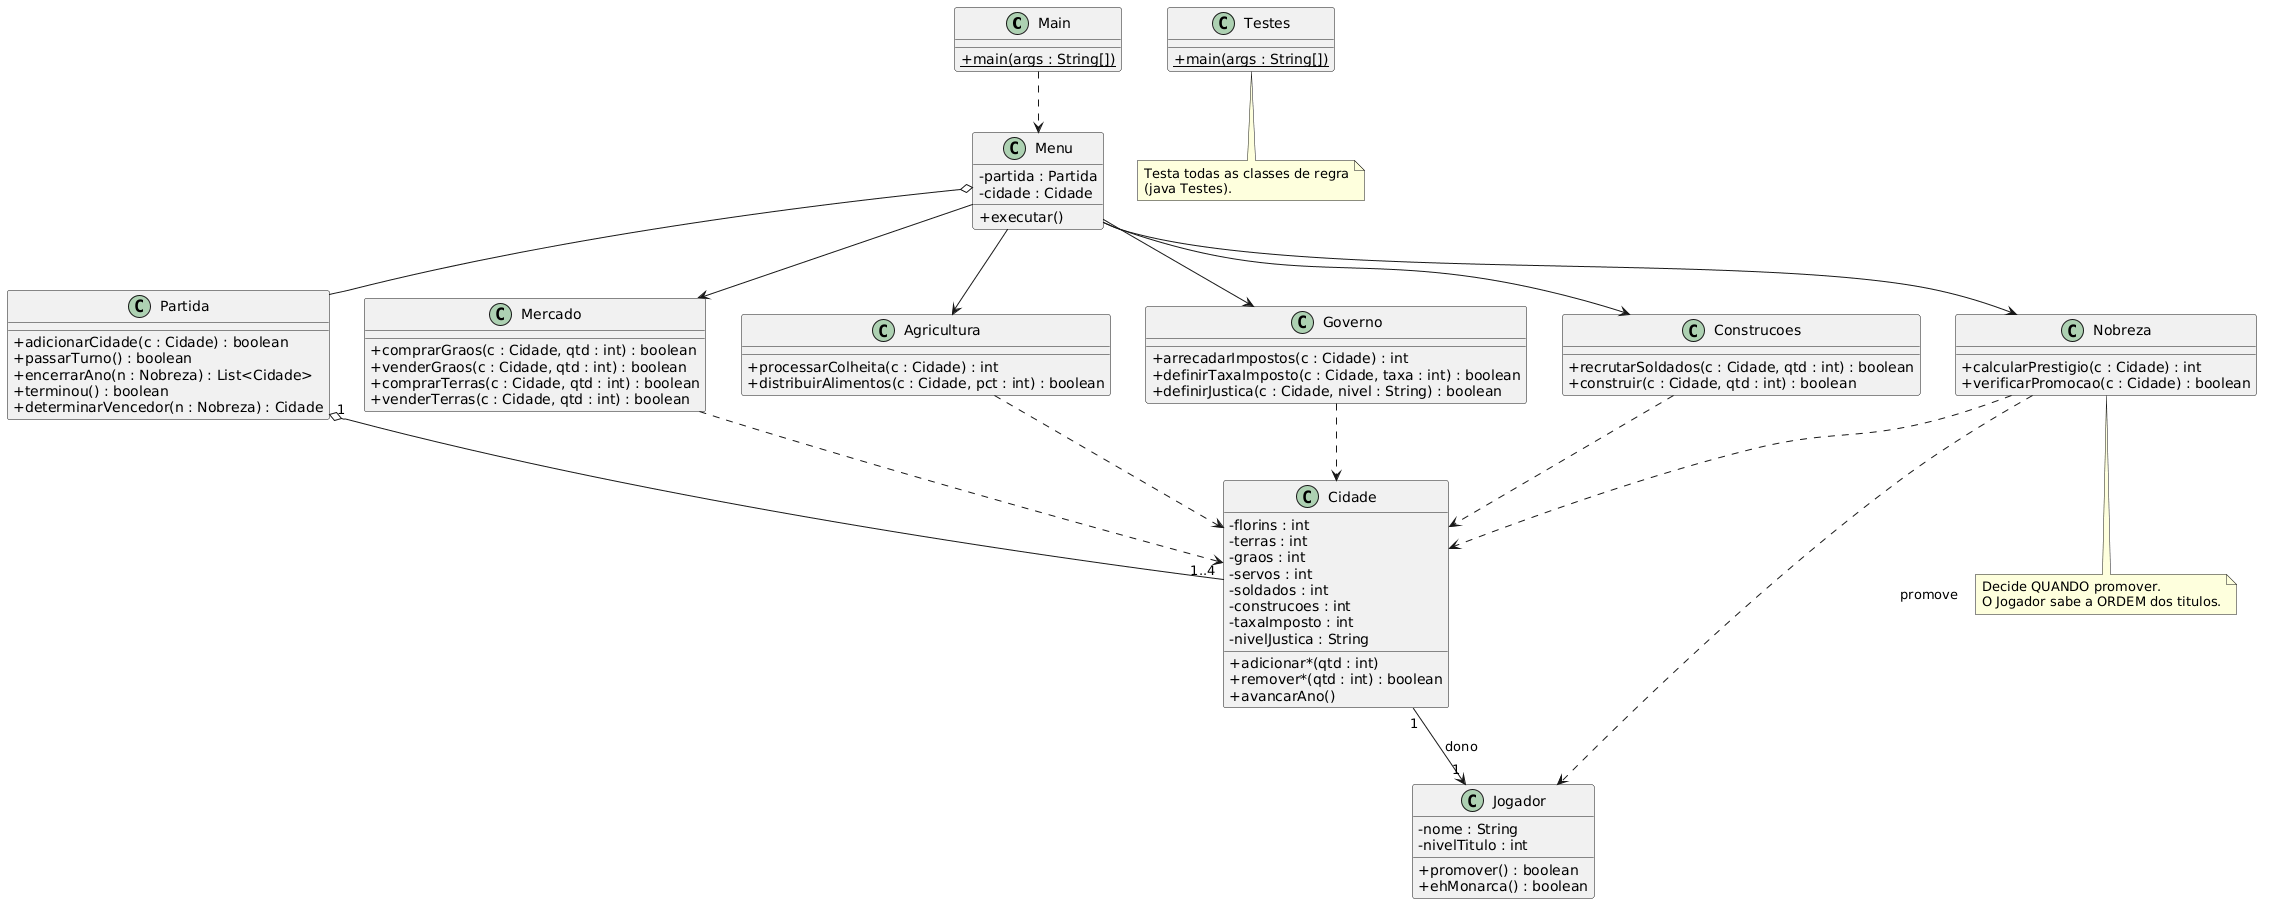 C Main
+main(args : String[])
C Testes
+main(args : String[])
C Menu
-partida : Partida
-cidade : Cidade
+executar()
Testa todas as classes de regra
(java Testes).
C Partida
+adicionarCidade(c : Cidade) : boolean
+passarTurno() : boolean
+encerrarAno(n : Nobreza) : List<Cidade>
+terminou() : boolean
+determinarVencedor(n : Nobreza) : Cidade
C Mercado
+comprarGraos(c : Cidade, qtd : int) : boolean
+venderGraos(c : Cidade, qtd : int) : boolean
+comprarTerras(c : Cidade, qtd : int) : boolean
+venderTerras(c : Cidade, qtd : int) : boolean
C Agricultura
+processarColheita(c : Cidade) : int
+distribuirAlimentos(c : Cidade, pct : int) : boolean
C Governo
+arrecadarImpostos(c : Cidade) : int
+definirTaxaImposto(c : Cidade, taxa : int) : boolean
+definirJustica(c : Cidade, nivel : String) : boolean
C Construcoes
+recrutarSoldados(c : Cidade, qtd : int) : boolean
+construir(c : Cidade, qtd : int) : boolean
C Nobreza
+calcularPrestigio(c : Cidade) : int
+verificarPromocao(c : Cidade) : boolean
1
1..4
C Cidade
-florins : int
-terras : int
-graos : int
-servos : int
-soldados : int
-construcoes : int
-taxaImposto : int
-nivelJustica : String
+adicionar*(qtd : int)
+remover*(qtd : int) : boolean
+avancarAno()
promove
Decide QUANDO promover.
O Jogador sabe a ORDEM dos titulos.
1
dono
1
C Jogador
-nome : String
-nivelTitulo : int
+promover() : boolean
+ehMonarca() : boolean